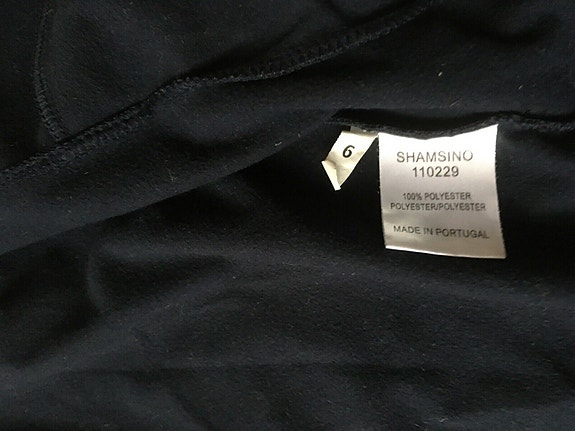 6
SHAMSINO
110229
100% POLYESTER
POLYESTER/POLYESTER
MADE IN PORTUGAL